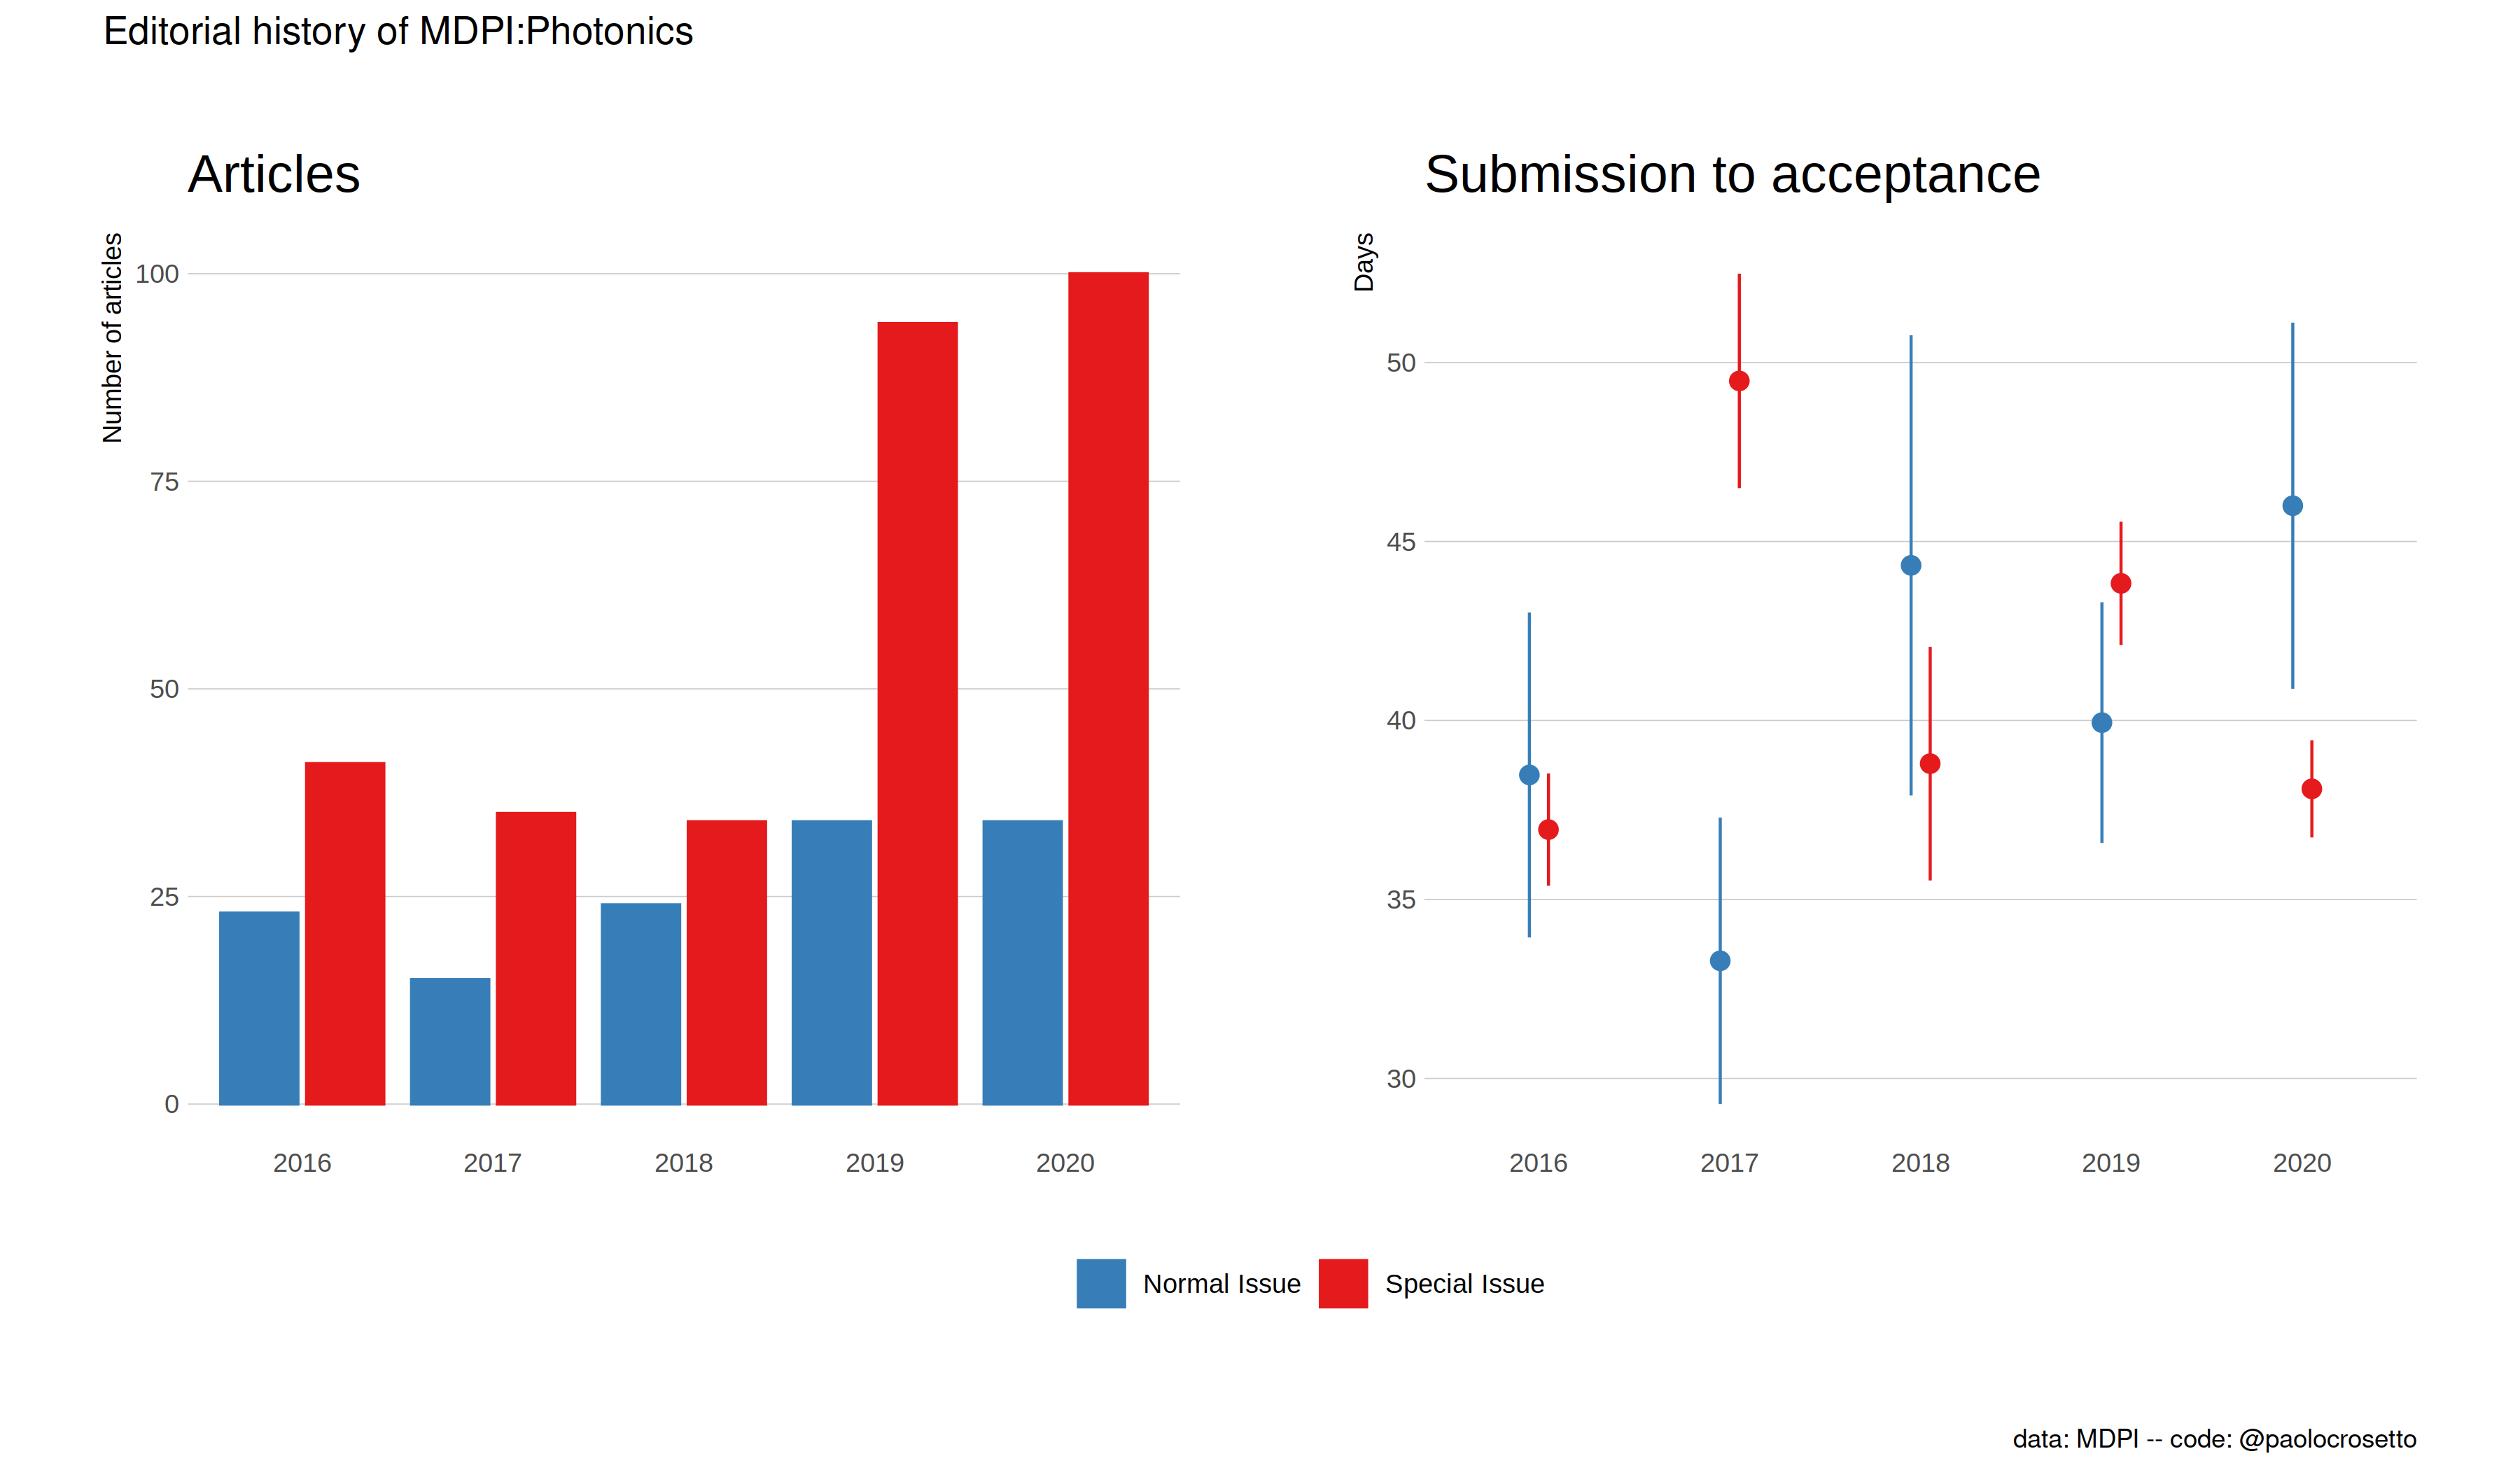 Editorial history of MDPI:Photonics
Articles
Number of articles
100
75
50
25
0
2016 2017 2018 2019 2020
Submission to acceptance
Days
50
45
40
35
30
2016 2017 2018 2019 2020
Normal Issue Special Issue
data: MDPI -- code: @paolocrosetto